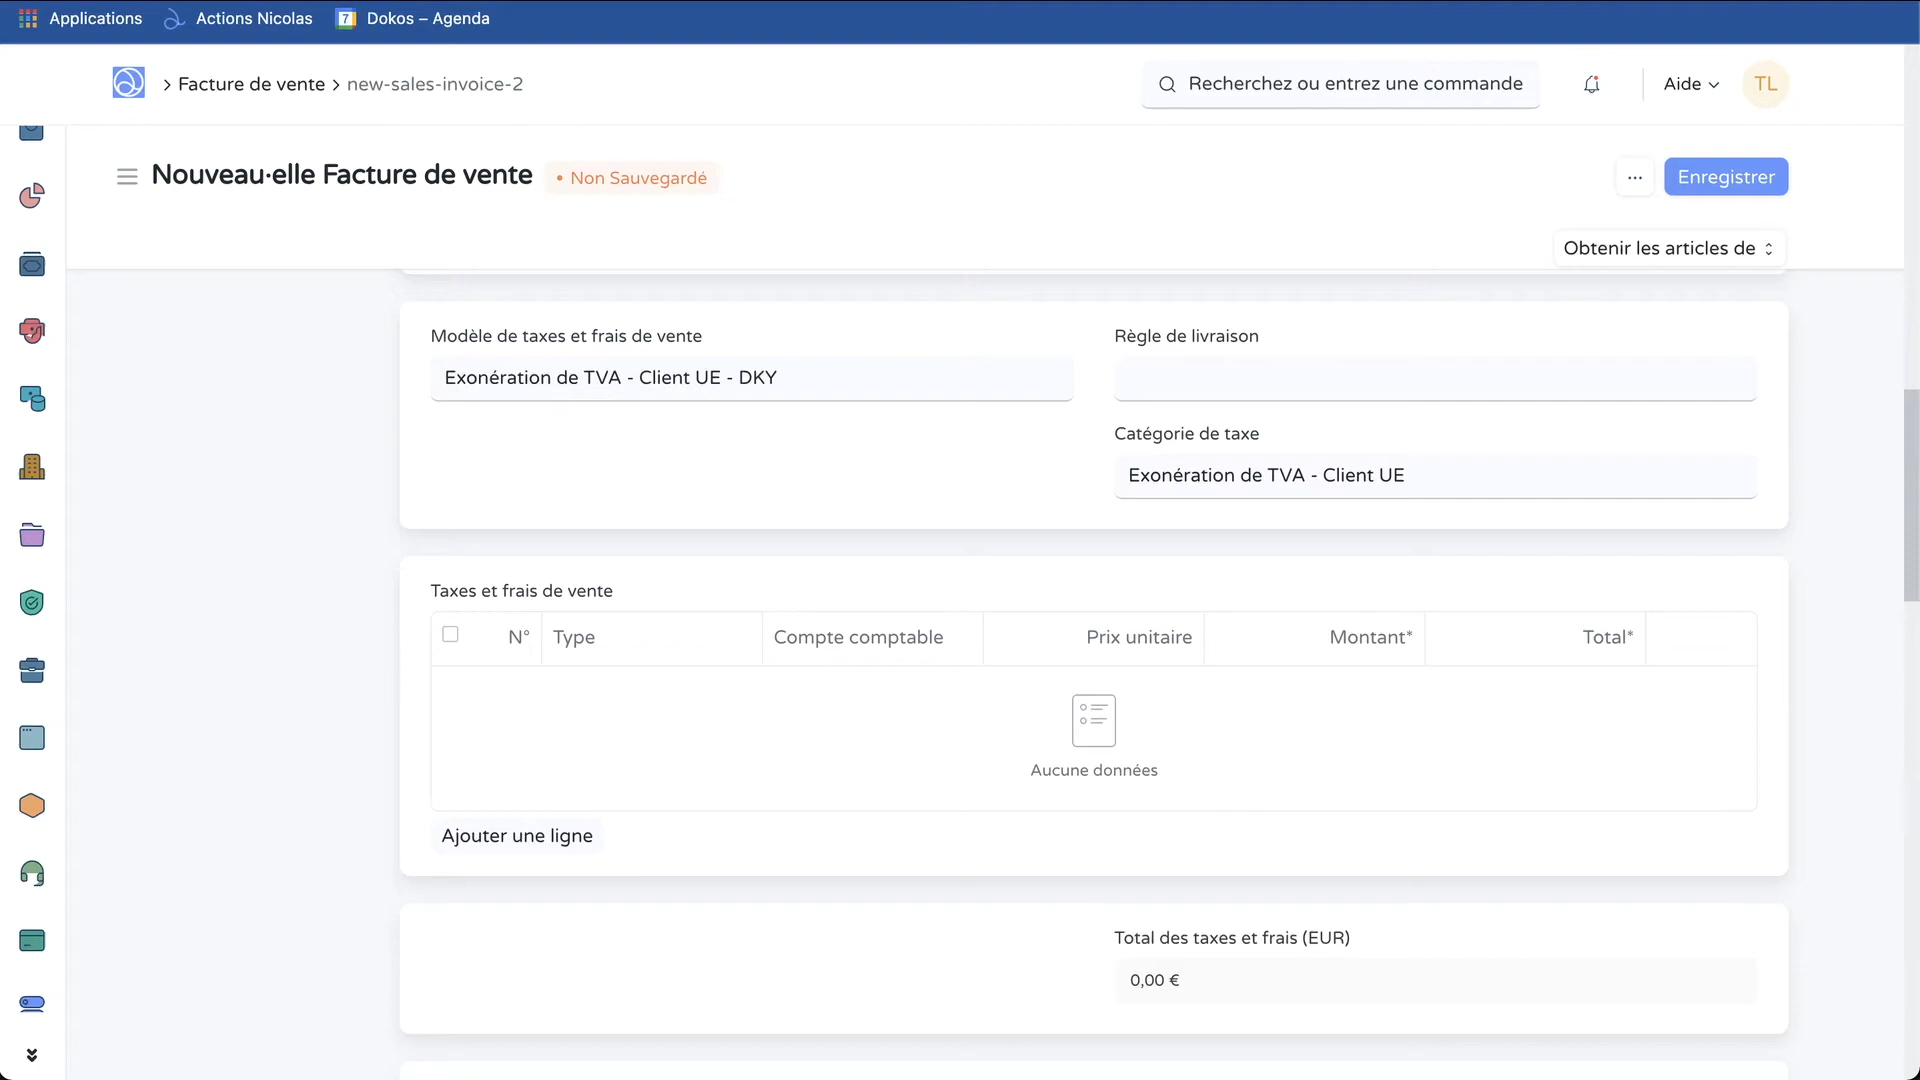 Applications
Actions Nicolas
7
Dokos – Agenda
Facture de vente
new-sales-invoice-2
Recherchez ou entrez une commande
Aide
TL
Nouveau·elle Facture de vente
• Non Sauvegardé
...
Enregistrer
Obtenir les articles de
Modèle de taxes et frais de vente
Règle de livraison
Exonération de TVA - Client UE - DKY
Catégorie de taxe
Exonération de TVA - Client UE
Taxes et frais de vente
N° Type Compte comptable Prix unitaire Montant* Total*
Aucune données
Ajouter une ligne
Total des taxes et frais (EUR)
0,00 €